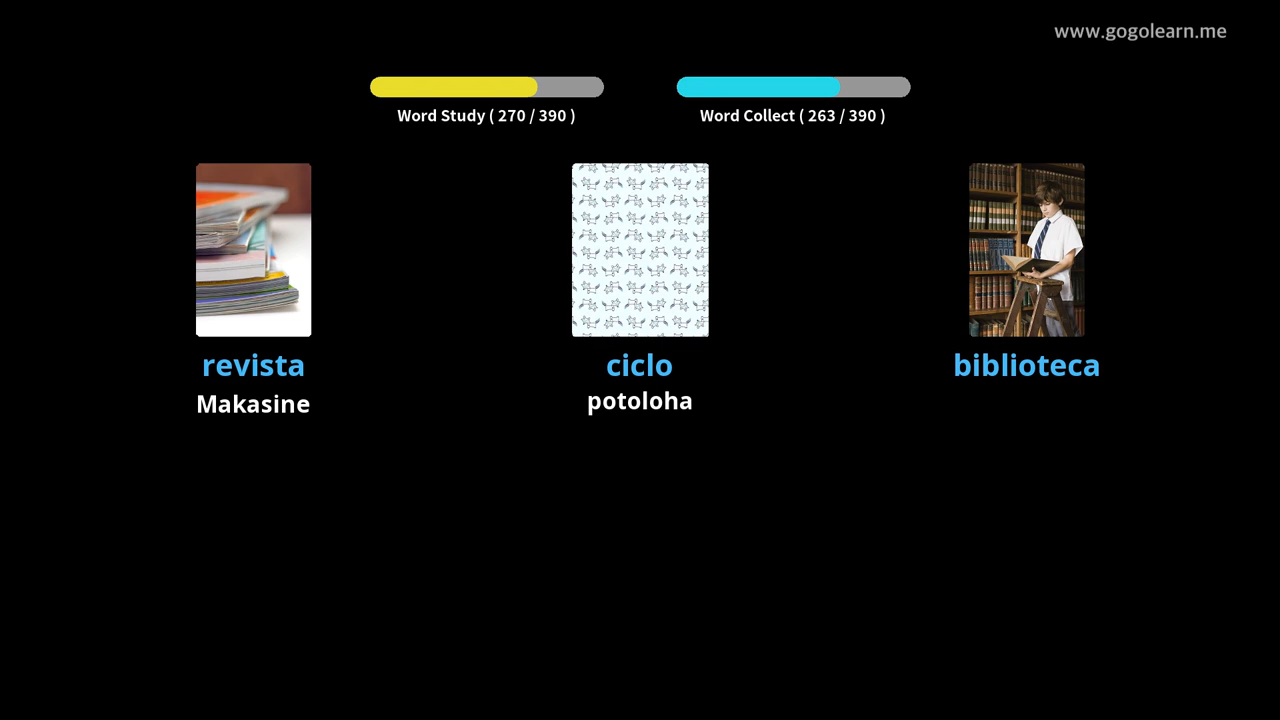 www.gogolearn.me
Word Study ( 270 / 390 )
Word Collect ( 263 / 390 )
revista
ciclo
biblioteca
Makasine
potoloha